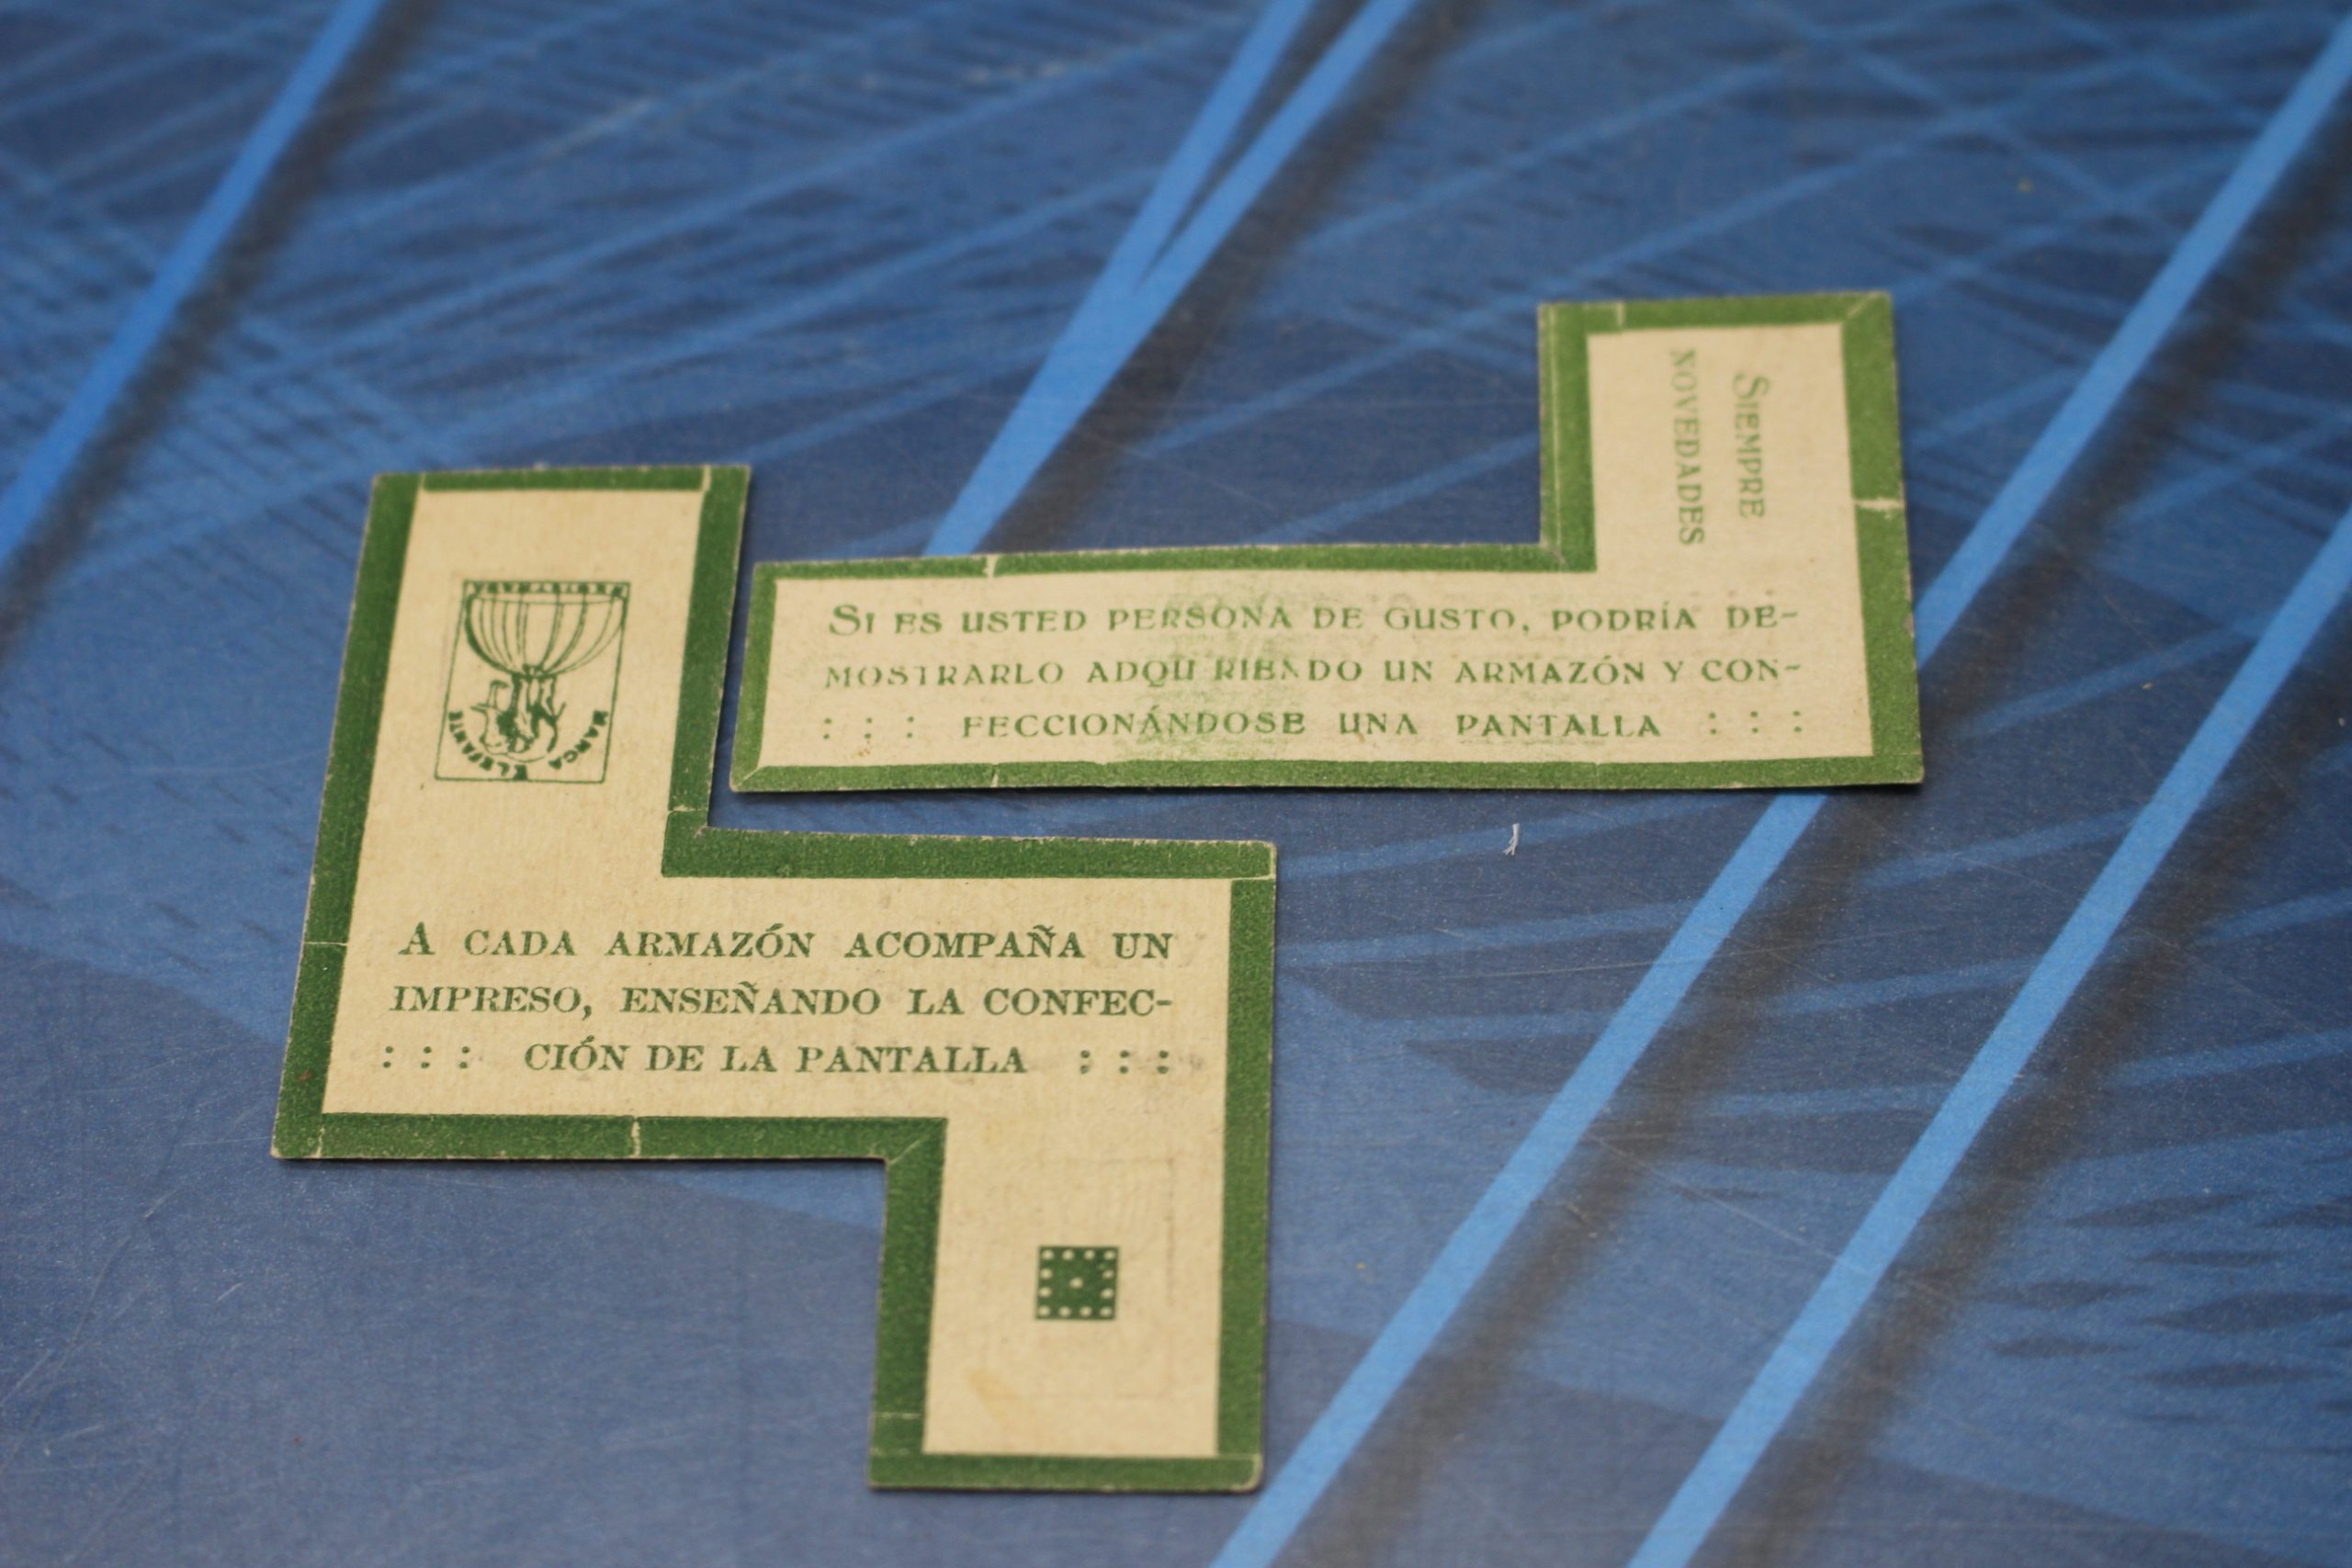 SIEMPRE
NOVEDADES
SI ES USTED PERSONA DE GUSTO, PODRÍA DE-
MOSTRARLO ADQUIRIENDO UN ARMAZÓN Y CON-
: : : FECCIONÁNDOSE UNA PANTALLA : : :
MARCA ELEFANTE
A CADA ARMAZÓN ACOMPAÑA UN
IMPRESO, ENSEÑANDO LA CONFEC-
: : : CIÓN DE LA PANTALLA : : :